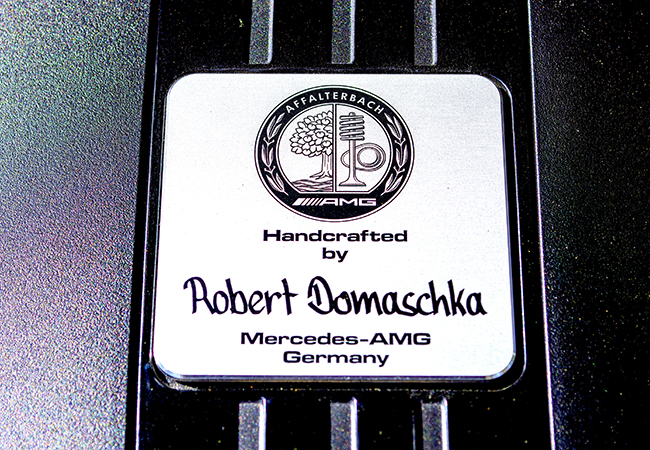 AFFALTERBACH
AMG
Handcrafted
by
Robert Domaschka
Mercedes-AMG
Germany